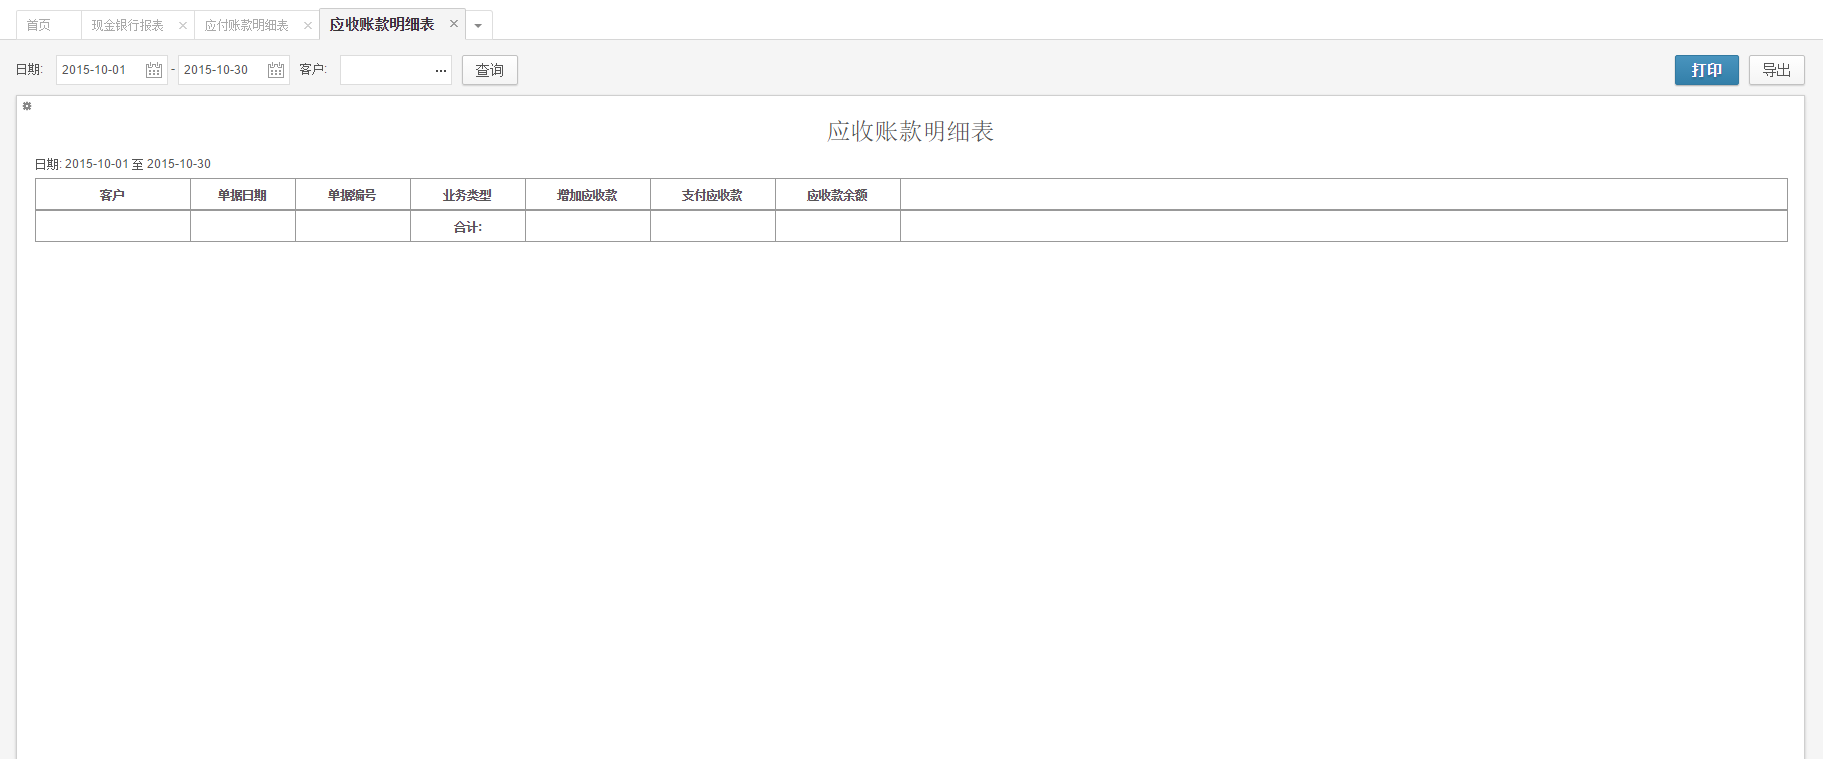 首页 现金银行报表 应付账款明细表 应收账款明细表
日期: 2015-10-01 - 2015-10-30 客户: ... 查询 打印 导出
应收账款明细表
日期: 2015-10-01 至 2015-10-30
客户 单据日期 单据编号 业务类型 增加应收款 支付应收款 应收款余额
合计: